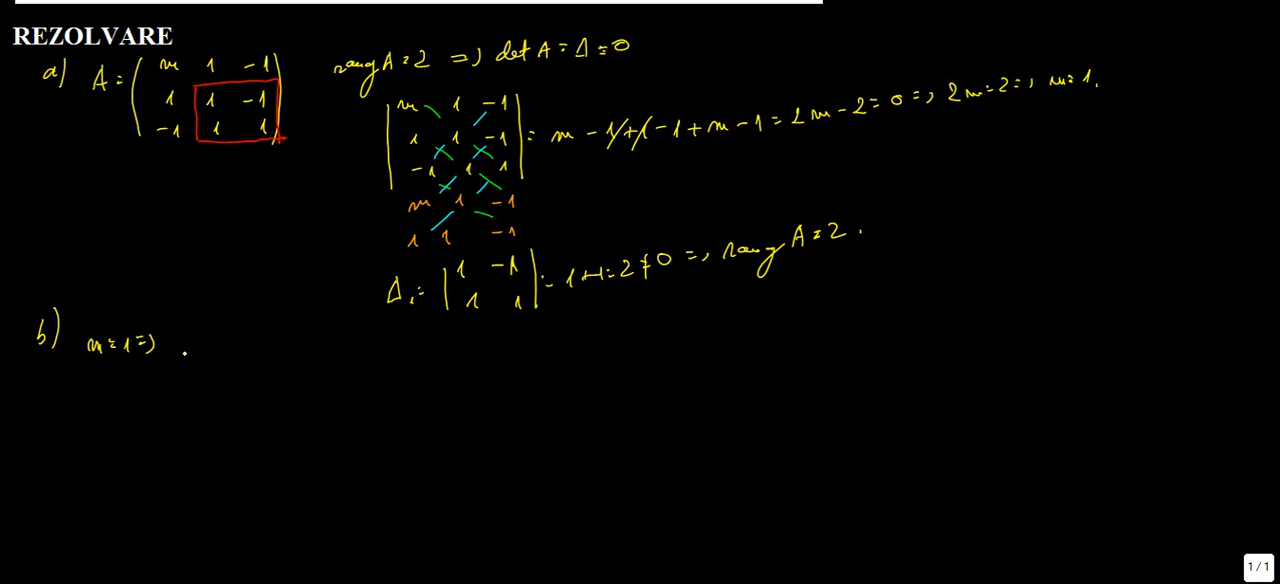 REZOLVARE
a) A = ( m 1 -1 rang A = 2 => det A = Δ = 0
1 1 -1
-1 1 1 )
| m 1 -1
1 1 -1 | = m - 1 + 1 - 1 + m - 1 = 2m - 2 = 0 => 2m = 2 => m = 1.
-1 1 1 |
m 1 -1
1 1 -1
Δ₁ = | 1 -1 | = 1+1 = 2 ≠ 0 => rang A = 2.
1 1
b) m = 1 =>
1 / 1